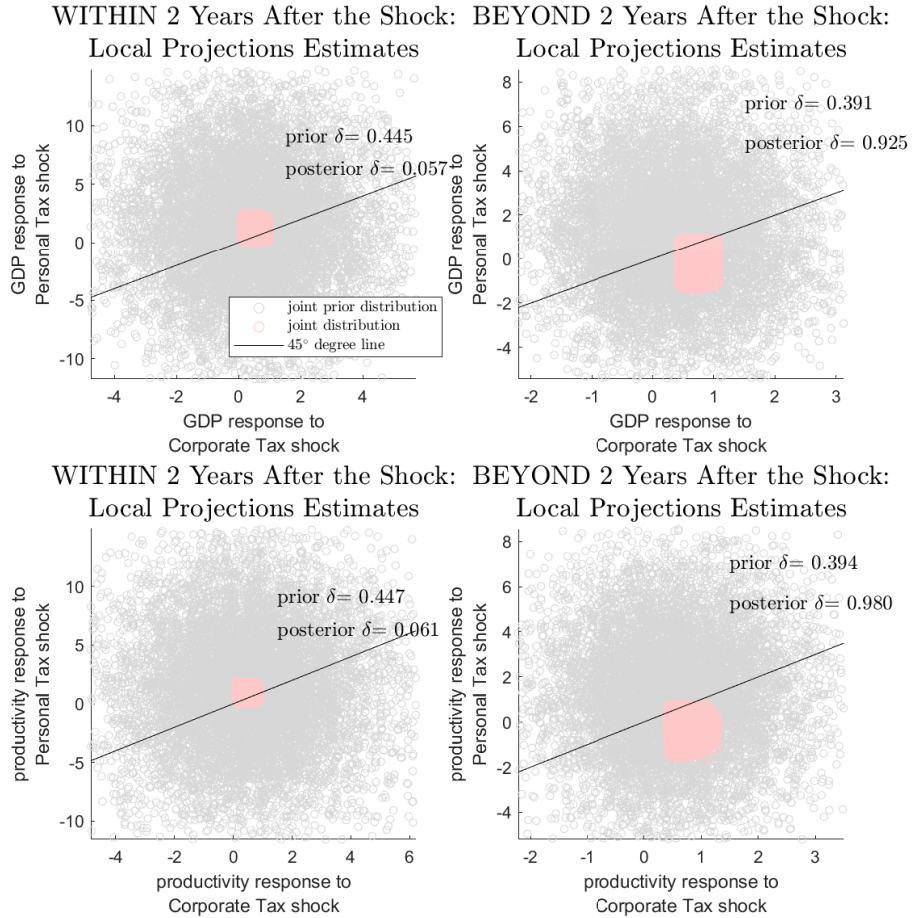 WITHIN 2 Years After the Shock:
Local Projections Estimates
10
5
0
-5
-10
-4
-2
0
2
4
GDP response to
Personal Tax shock
GDP response to
Corporate Tax shock
prior δ= 0.445
posterior δ= 0.057
joint prior distribution
joint distribution
45° degree line
BEYOND 2 Years After the Shock:
Local Projections Estimates
8
6
4
2
0
-2
-4
-2
-1
0
1
2
3
GDP response to
Personal Tax shock
GDP response to
Corporate Tax shock
prior δ= 0.391
posterior δ= 0.925
WITHIN 2 Years After the Shock:
Local Projections Estimates
10
5
0
-5
-10
-4
-2
0
2
4
6
productivity response to
Personal Tax shock
productivity response to
Corporate Tax shock
prior δ= 0.447
posterior δ= 0.061
BEYOND 2 Years After the Shock:
Local Projections Estimates
8
6
4
2
0
-2
-4
-2
-1
0
1
2
3
productivity response to
Personal Tax shock
productivity response to
Corporate Tax shock
prior δ= 0.394
posterior δ= 0.980